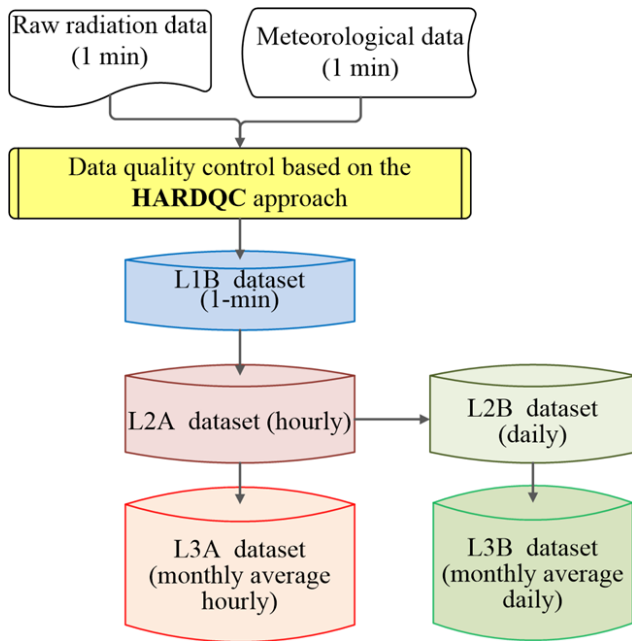 Raw radiation data
(1 min)
Meteorological data
(1 min)
Data quality control based on the
HARDQC approach
L1B dataset
(1-min)
L2A dataset (hourly)
L2B dataset
(daily)
L3A dataset
(monthly average
hourly)
L3B dataset
(monthly average
daily)